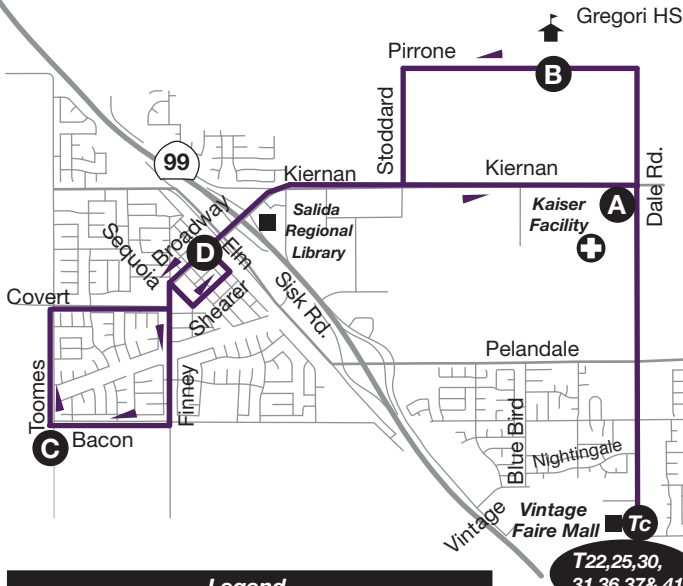 Gregori HS
Pirrone
B
Stoddard
99
Kiernan
Kiernan
Dale Rd.
A
Kaiser
Facility
Salida
Regional
Library
Broadway
Sequoia
D
Elm
Shearer
Sisk Rd.
Covert
Toomes
Finney
C
Bacon
Pelandale
Blue Bird
Nightingale
Vintage
Vintage
Faire Mall
Tc
T22,25,30,
31,36,37& 41
Legend